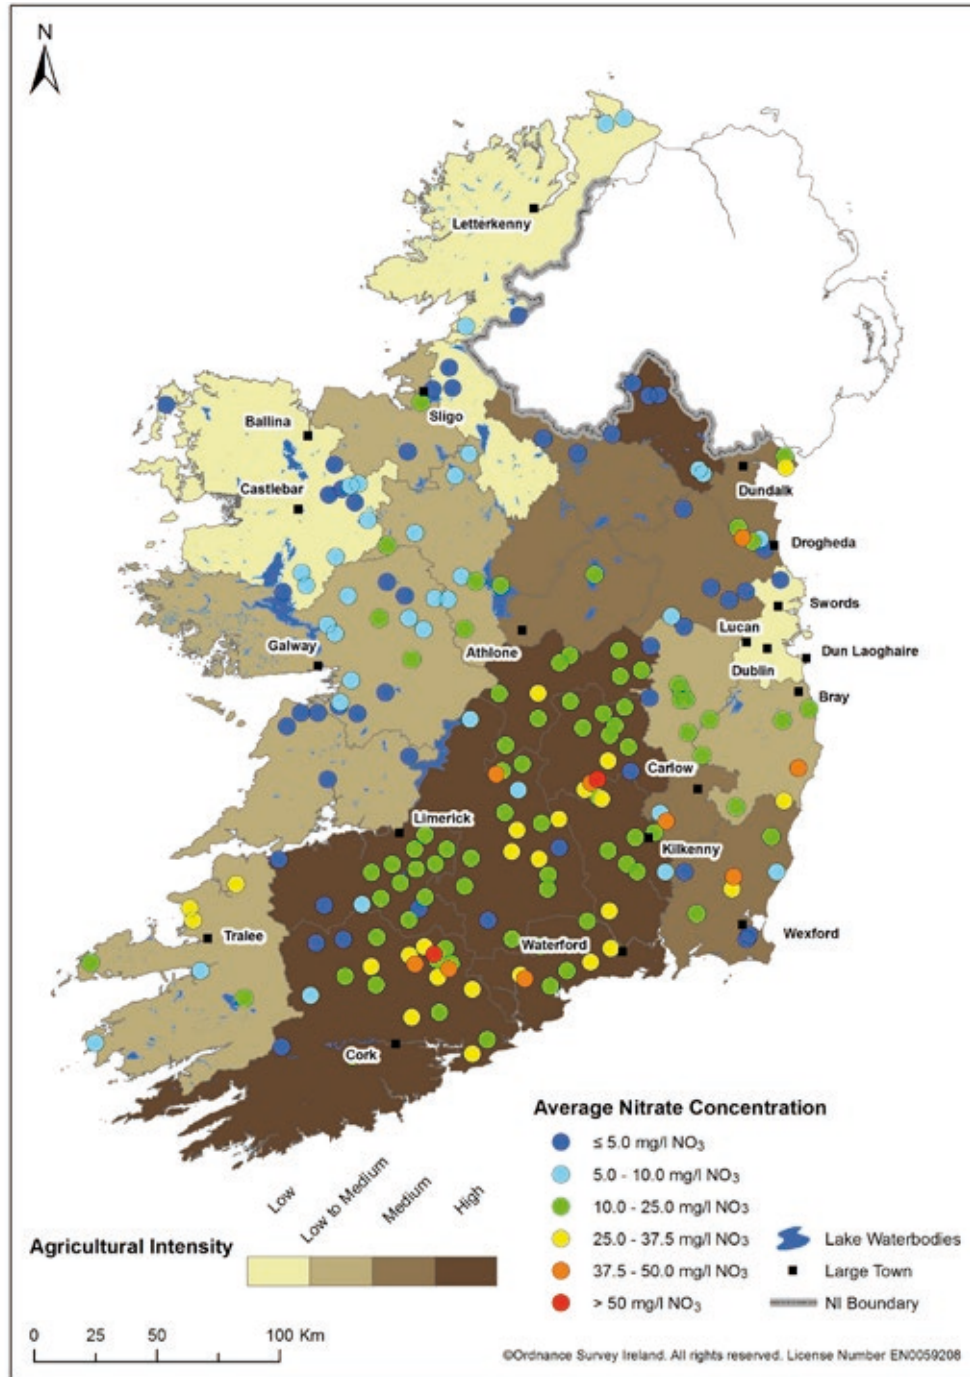 N
Letterkenny
Sligo
Ballina
Castlebar
Dundalk
Drogheda
Swords
Lucan
Galway
Athlone
Dublin
Dun Laoghaire
Bray
Carlow
Limerick
Kilkenny
Tralee
Waterford
Wexford
Cork
Average Nitrate Concentration
≤ 5.0 mg/l NO₃
5.0 - 10.0 mg/l NO₃
10.0 - 25.0 mg/l NO₃
25.0 - 37.5 mg/l NO₃
37.5 - 50.0 mg/l NO₃
> 50 mg/l NO₃
Lake Waterbodies
Large Town
NI Boundary
Low
Low to Medium
Medium
High
Agricultural Intensity
0 25 50 100 Km
©Ordnance Survey Ireland. All rights reserved. License Number EN0059208